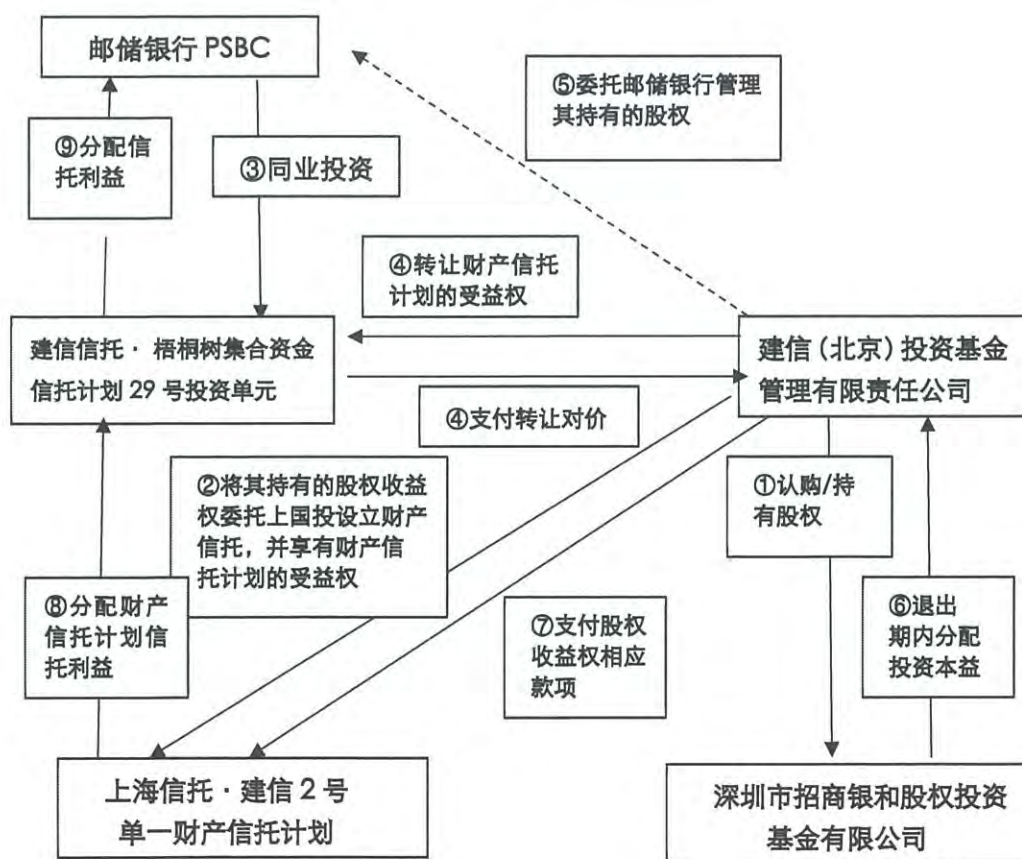 邮储银行 PSBC
⑤委托邮储银行管理
其持有的股权
⑨分配信
托利益
③同业投资
④转让财产信托
计划的受益权
建信信托· 梧桐树集合资金
信托计划 29 号投资单元
建信（北京）投资基金
管理有限责任公司
④支付转让对价
②将其持有的股权收益
权委托上国投设立财产
信托，并享有财产信
托计划的受益权
①认购/持
有股权
⑧分配财产
信托计划信
托利益
⑦支付股权
收益权相应
款项
⑥退出
期内分配
投资本益
上海信托·建信 2 号
单一财产信托计划
深圳市招商银和股权投资
基金有限公司